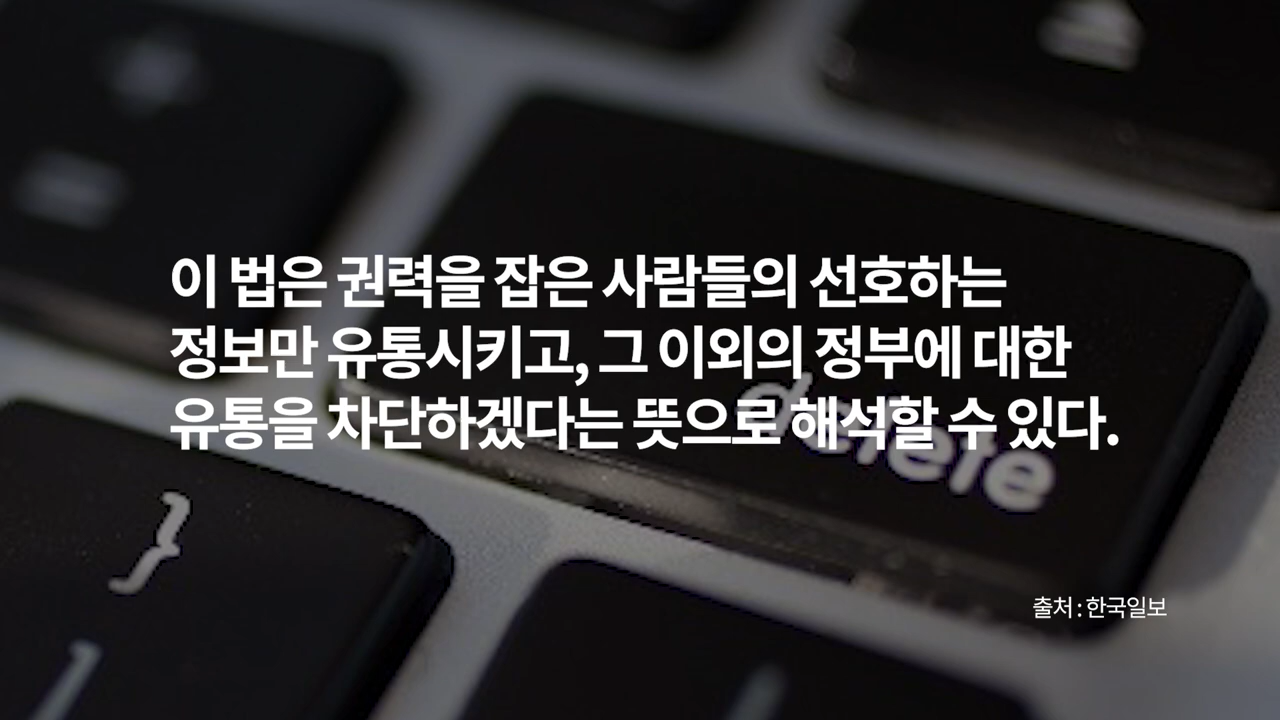 이 법은 권력을 잡은 사람들의 선호하는
정보만 유통시키고, 그 이외의 정부에 대한
유통을 차단하겠다는 뜻으로 해석할 수 있다.
delete
}
]
출처 : 한국일보